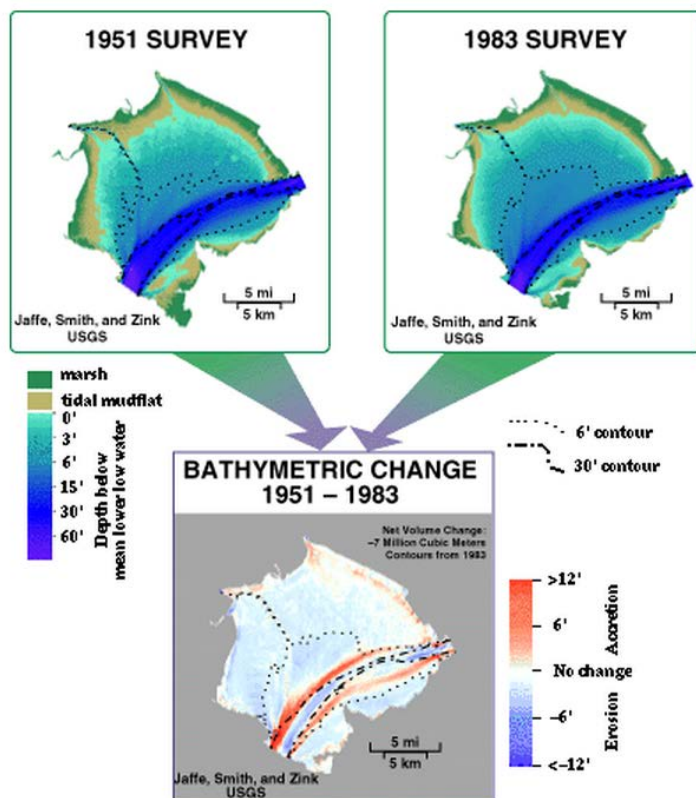 1951 SURVEY
5 mi
5 km
Jaffe, Smith, and Zink
USGS
1983 SURVEY
5 mi
5 km
Jaffe, Smith, and Zink
USGS
marsh
tidal mudflat
0'
3'
6'
15'
30'
60'
Depth below
mean lower low water
6' contour
30' contour
BATHYMETRIC CHANGE
1951 – 1983
Net Volume Change:
–7 Million Cubic Meters
Contours from 1983
5 mi
5 km
Jaffe, Smith, and Zink
USGS
>12'
6'
No change
–6'
<–12'
Accretion
Erosion